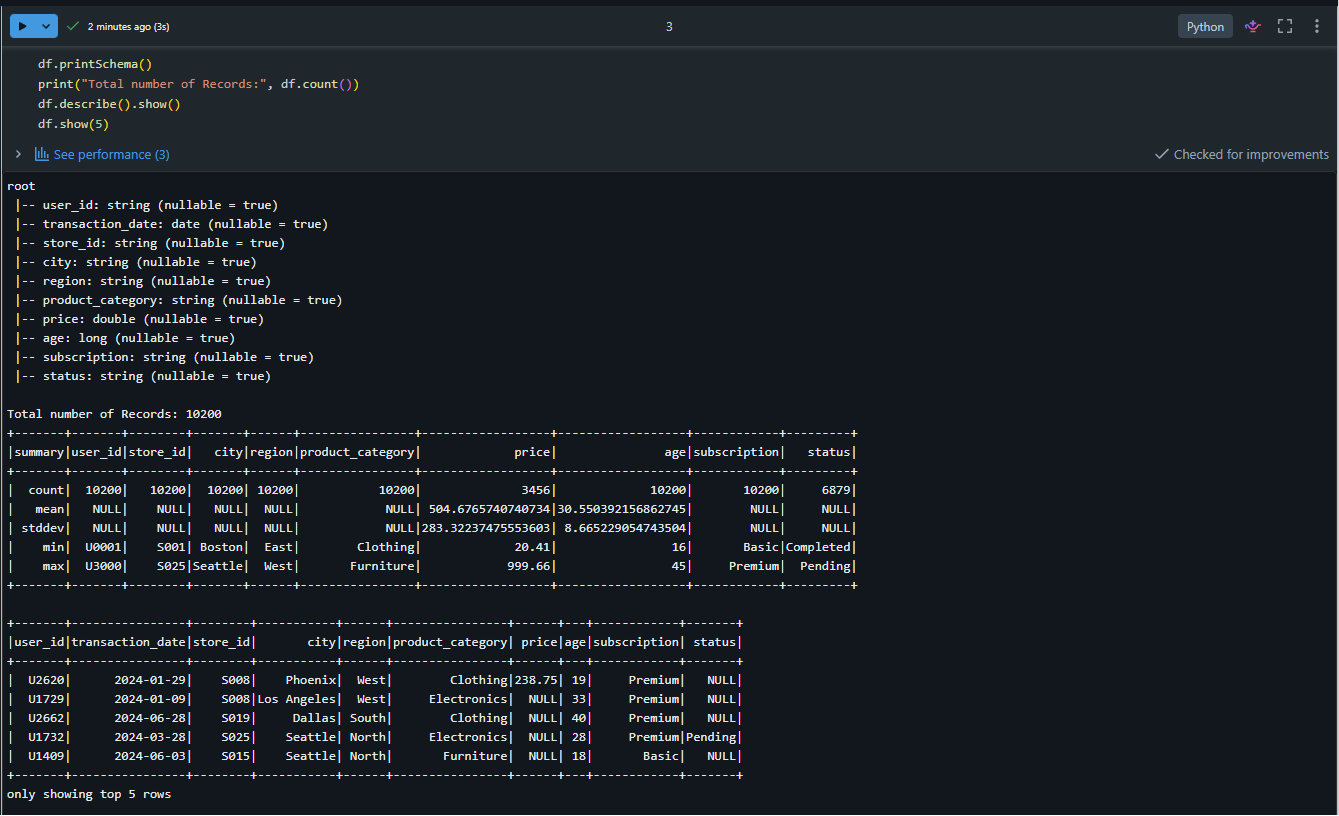 2 minutes ago (3s) 3 Python
df.printSchema()
print("Total number of Records:", df.count())
df.describe().show()
df.show(5)
See performance (3) Checked for improvements
root
 |-- user_id: string (nullable = true)
 |-- transaction_date: date (nullable = true)
 |-- store_id: string (nullable = true)
 |-- city: string (nullable = true)
 |-- region: string (nullable = true)
 |-- product_category: string (nullable = true)
 |-- price: double (nullable = true)
 |-- age: long (nullable = true)
 |-- subscription: string (nullable = true)
 |-- status: string (nullable = true)
Total number of Records: 10200
+-------+-------+--------+-------+------+----------------+------------------+------------------+------------+---------+
|summary|user_id|store_id|   city|region|product_category|             price|               age|subscription|   status|
+-------+-------+--------+-------+------+----------------+------------------+------------------+------------+---------+
|  count|  10200|   10200|  10200| 10200|           10200|              3456|             10200|       10200|     6879|
|   mean|   NULL|    NULL|   NULL|  NULL|            NULL| 504.6765740740734|30.550392156862745|        NULL|     NULL|
| stddev|   NULL|    NULL|   NULL|  NULL|            NULL|283.32237475553603| 8.665229054743504|        NULL|     NULL|
|    min|  U0001|    S001| Boston|  East|        Clothing|             20.41|                16|       Basic|Completed|
|    max|  U3000|    S025|Seattle|  West|       Furniture|            999.66|                45|     Premium|  Pending|
+-------+-------+--------+-------+------+----------------+------------------+------------------+------------+---------+
+-------+----------------+--------+-----------+------+----------------+------+---+------------+-------+
|user_id|transaction_date|store_id|       city|region|product_category| price|age|subscription| status|
+-------+----------------+--------+-----------+------+----------------+------+---+------------+-------+
|  U2620|      2024-01-29|    S008|    Phoenix|  West|        Clothing|238.75| 19|     Premium|   NULL|
|  U1729|      2024-01-09|    S008|Los Angeles|  West|     Electronics|  NULL| 33|     Premium|   NULL|
|  U2662|      2024-06-28|    S019|     Dallas| South|        Clothing|  NULL| 40|     Premium|   NULL|
|  U1732|      2024-03-28|    S025|    Seattle| North|     Electronics|  NULL| 28|     Premium|Pending|
|  U1409|      2024-06-03|    S015|    Seattle| North|       Furniture|  NULL| 18|       Basic|   NULL|
+-------+----------------+--------+-----------+------+----------------+------+---+------------+-------+
only showing top 5 rows